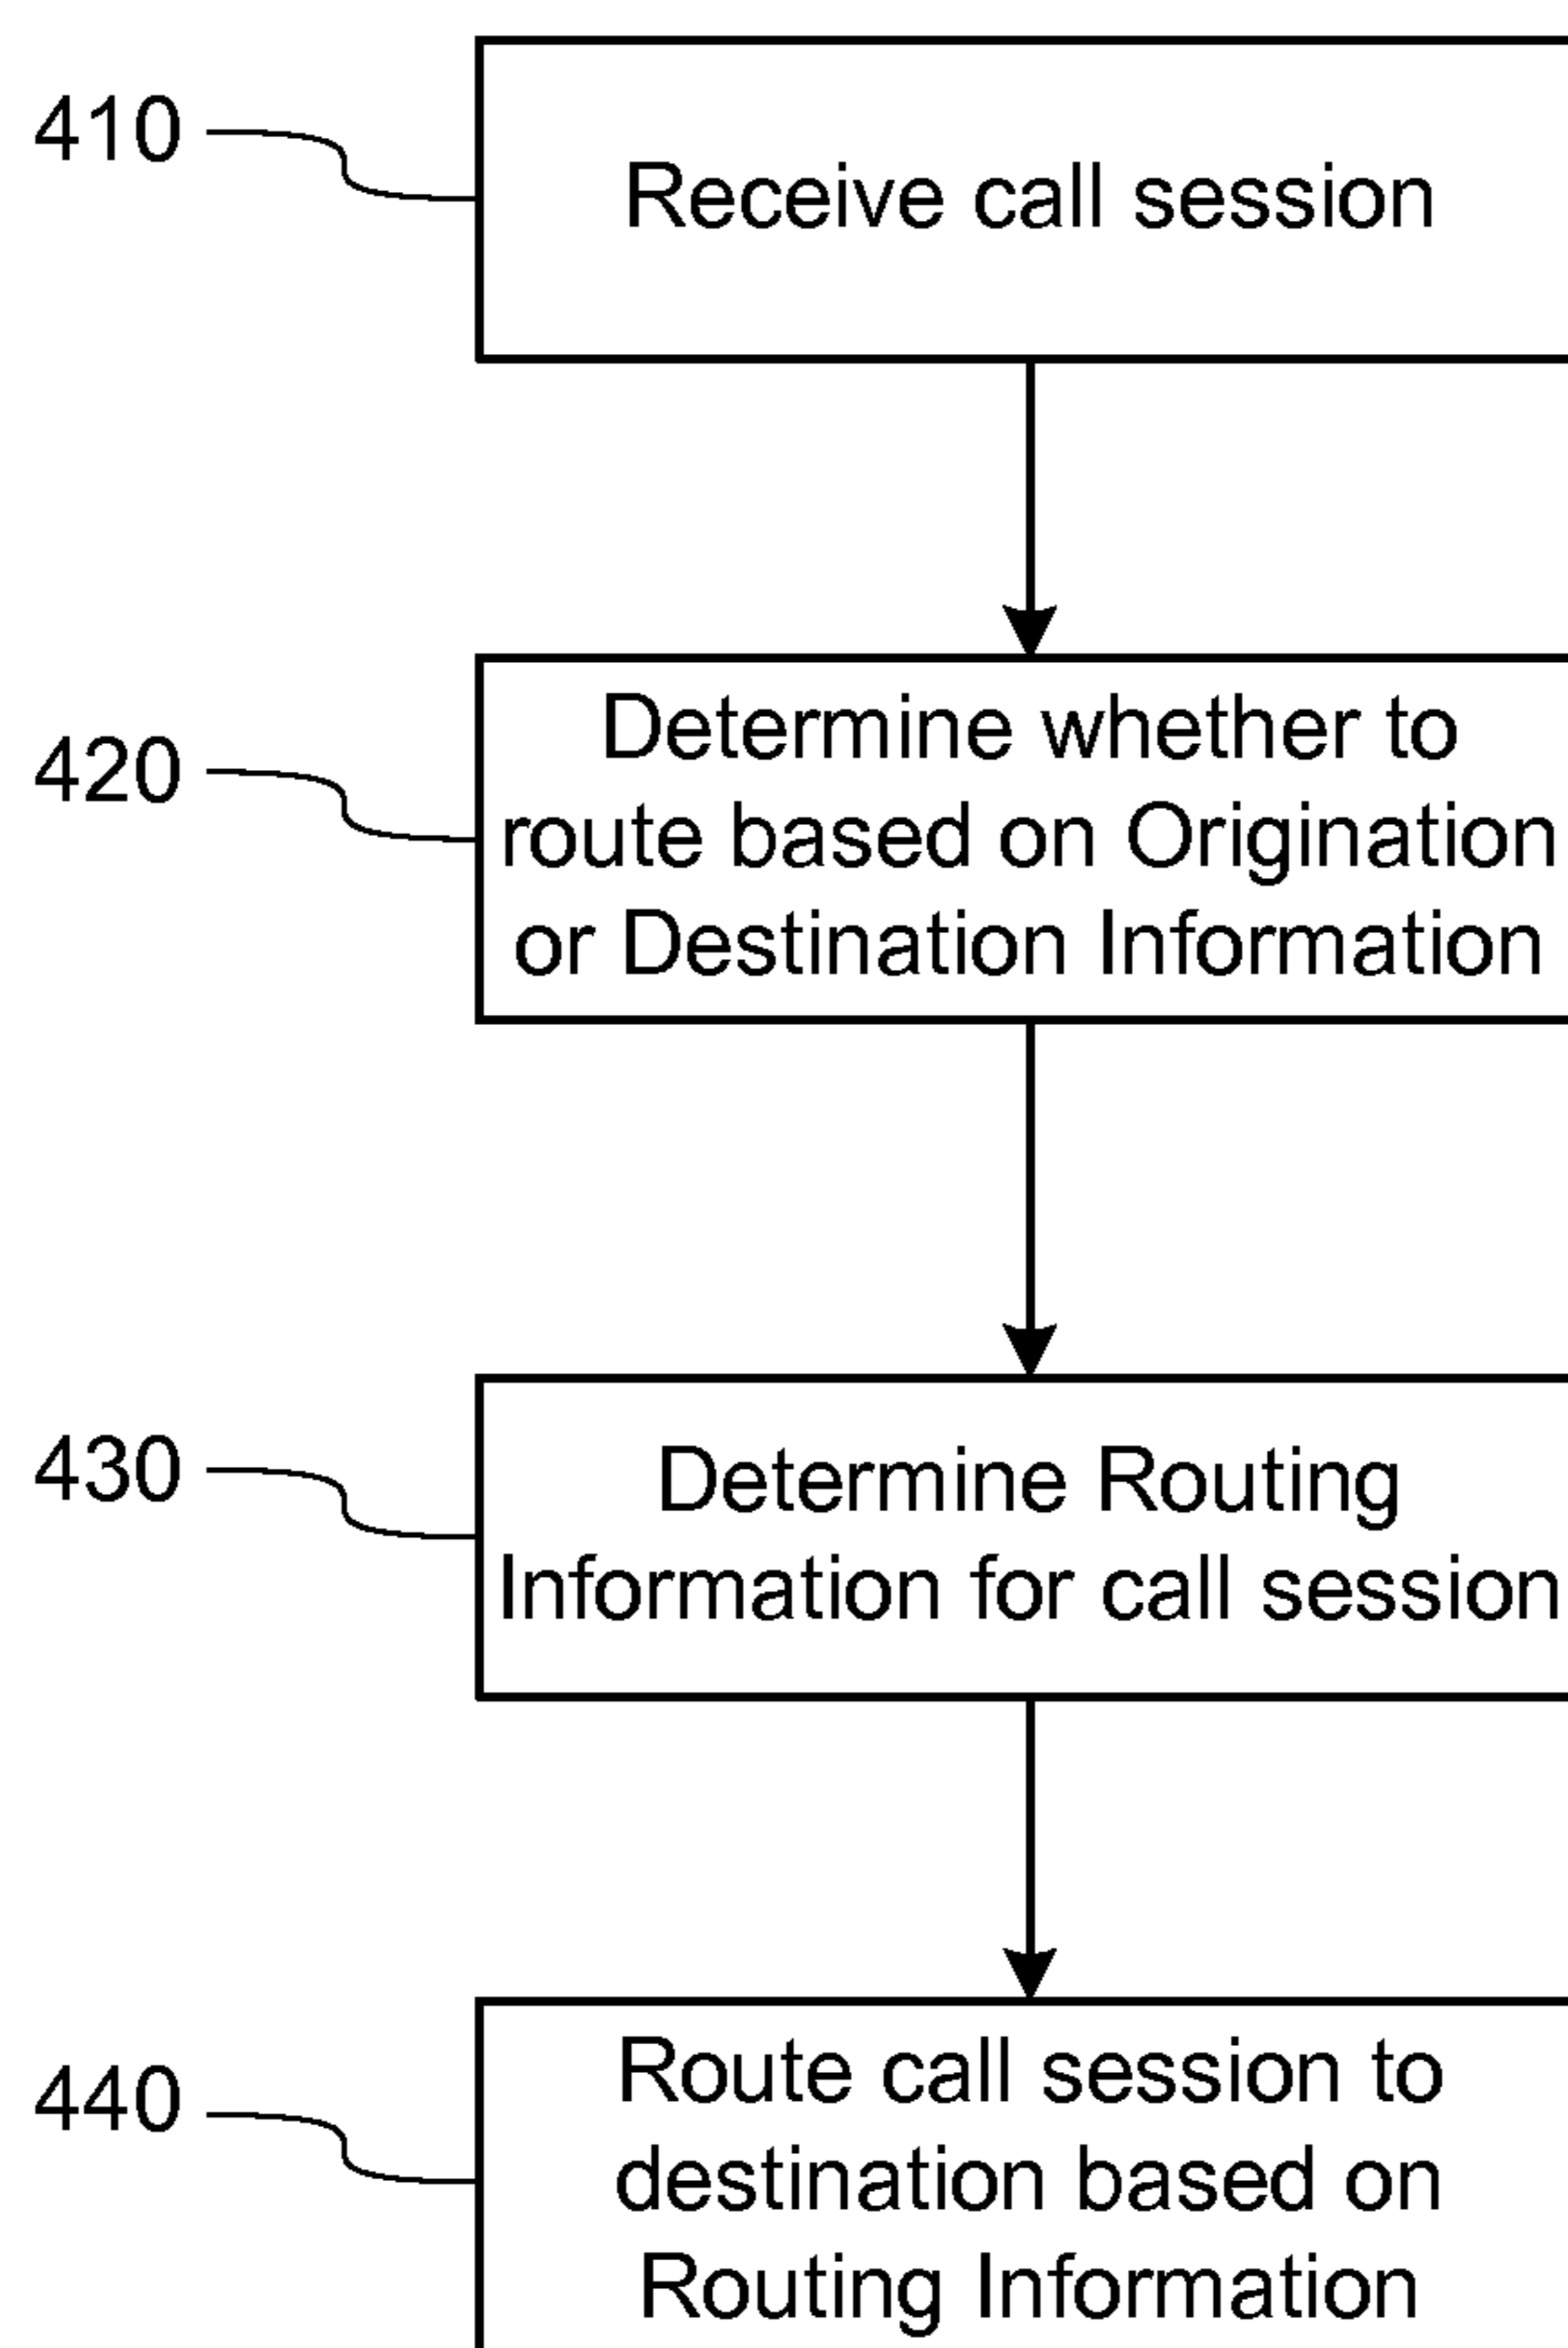 410
Receive call session
420
Determine whether to
route based on Origination
or Destination Information
430
Determine Routing
Information for call session
440
Route call session to
destination based on
Routing Information